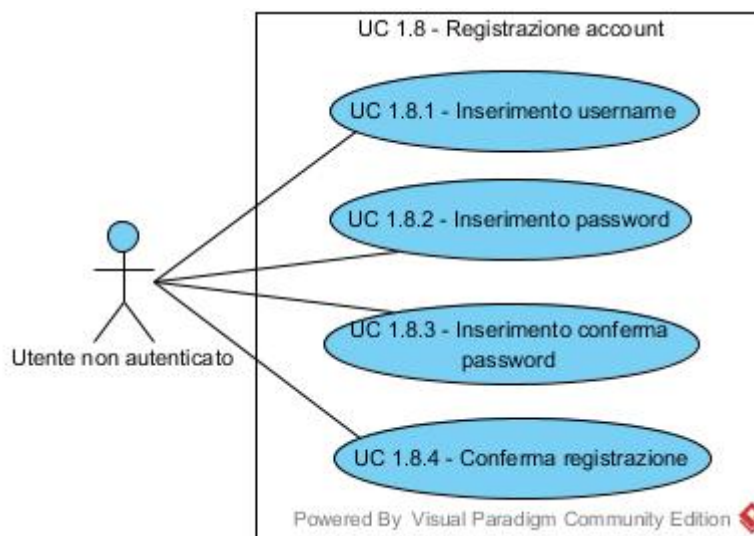 UC 1.8 - Registrazione account
UC 1.8.1 - Inserimento username
UC 1.8.2 - Inserimento password
UC 1.8.3 - Inserimento conferma
password
Utente non autenticato
UC 1.8.4 - Conferma registrazione
Powered By Visual Paradigm Community Edition